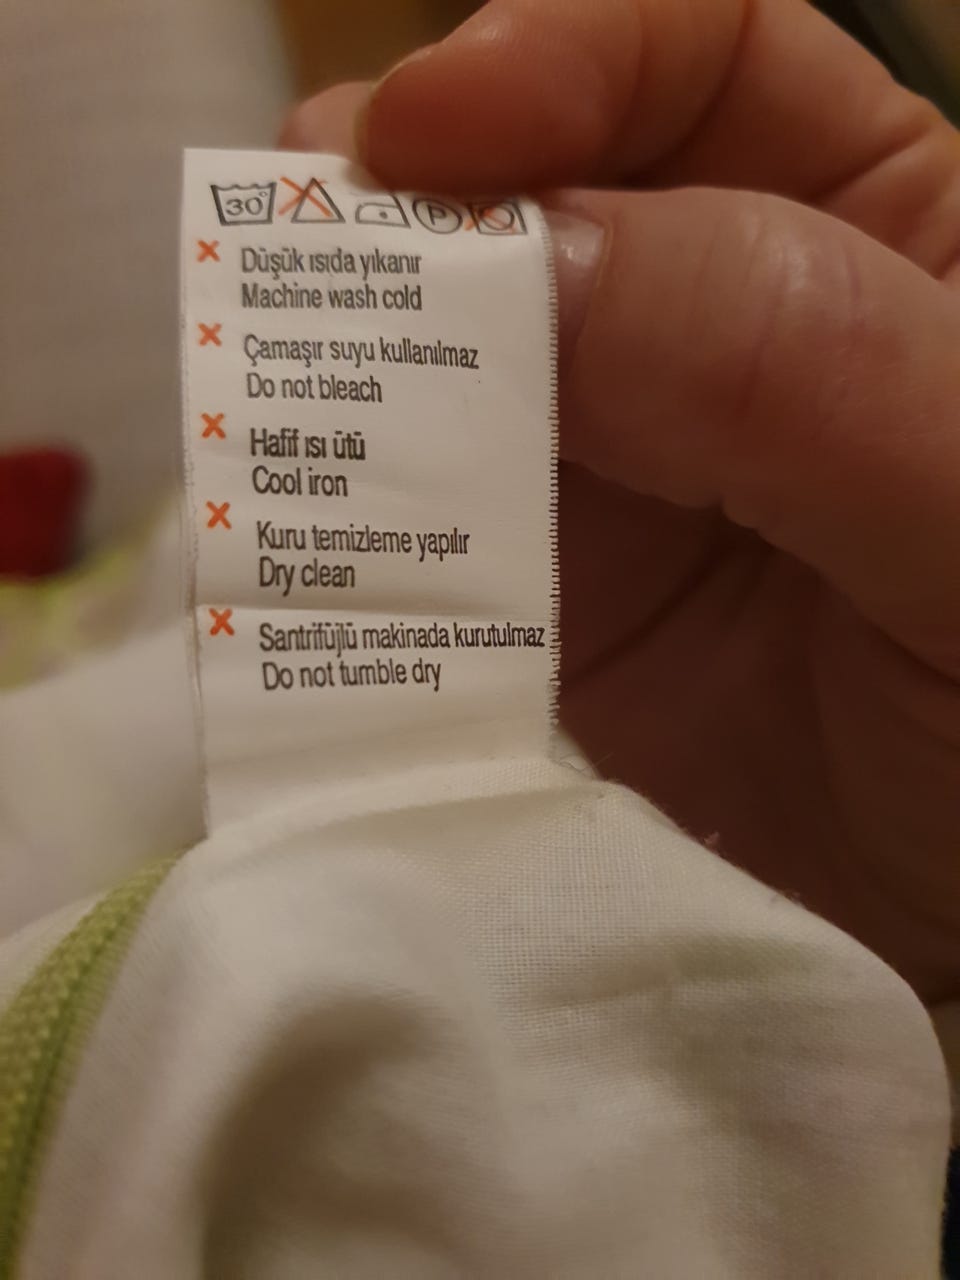 30°
P
Düşük ısıda yıkanır
Machine wash cold
Çamaşır suyu kullanılmaz
Do not bleach
Hafif ısı ütü
Cool iron
Kuru temizleme yapılır
Dry clean
Santrifüjlü makinada kurutulmaz
Do not tumble dry